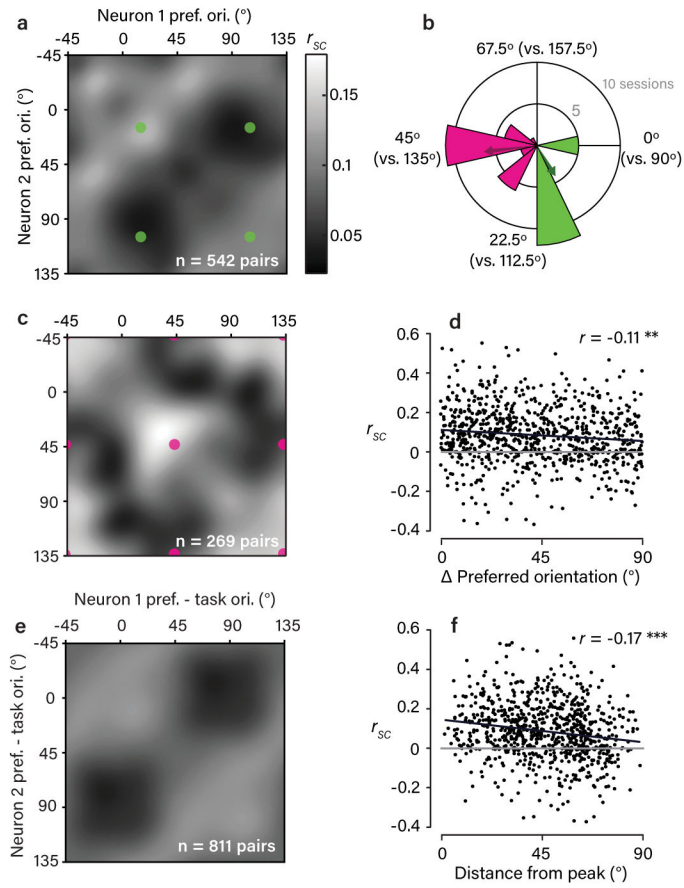 a
Neuron 1 pref. ori. (°)
-45 0 45 90 135
Neuron 2 pref. ori. (°)
0
45
90
135
n = 542 pairs
rSC
0.15
0.1
0.05
b
67.5° (vs. 157.5°)
10 sessions
5
45°
(vs. 135°)
0°
(vs. 90°)
22.5°
(vs. 112.5°)
c
-45 0 45 90 135
-45
0
45
90
135
n = 269 pairs
d
r = -0.11 **
0.6
0.4
0.2
0
-0.2
-0.4
rSC
0 45 90
Δ Preferred orientation (°)
e
Neuron 1 pref. - task ori. (°)
-45 0 45 90 135
Neuron 2 pref. - task ori. (°)
-45
0
45
90
135
n = 811 pairs
f
r = -0.17 ***
0.6
0.4
0.2
0
-0.2
-0.4
rSC
0 45 90
Distance from peak (°)